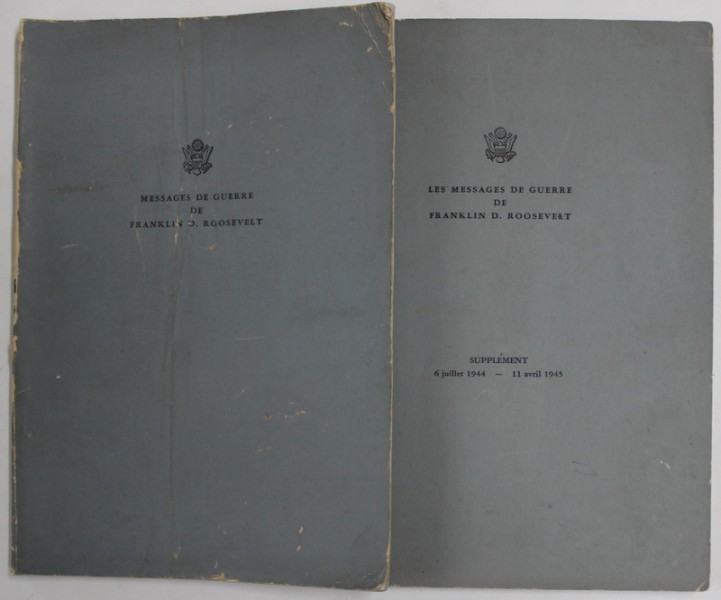 MESSAGES DE GUERRE
DE
FRANKLIN D. ROOSEVELT
LES MESSAGES DE GUERRE
DE
FRANKLIN D. ROOSEVELT
SUPPLÉMENT
6 juillet 1944 — 11 avril 1945